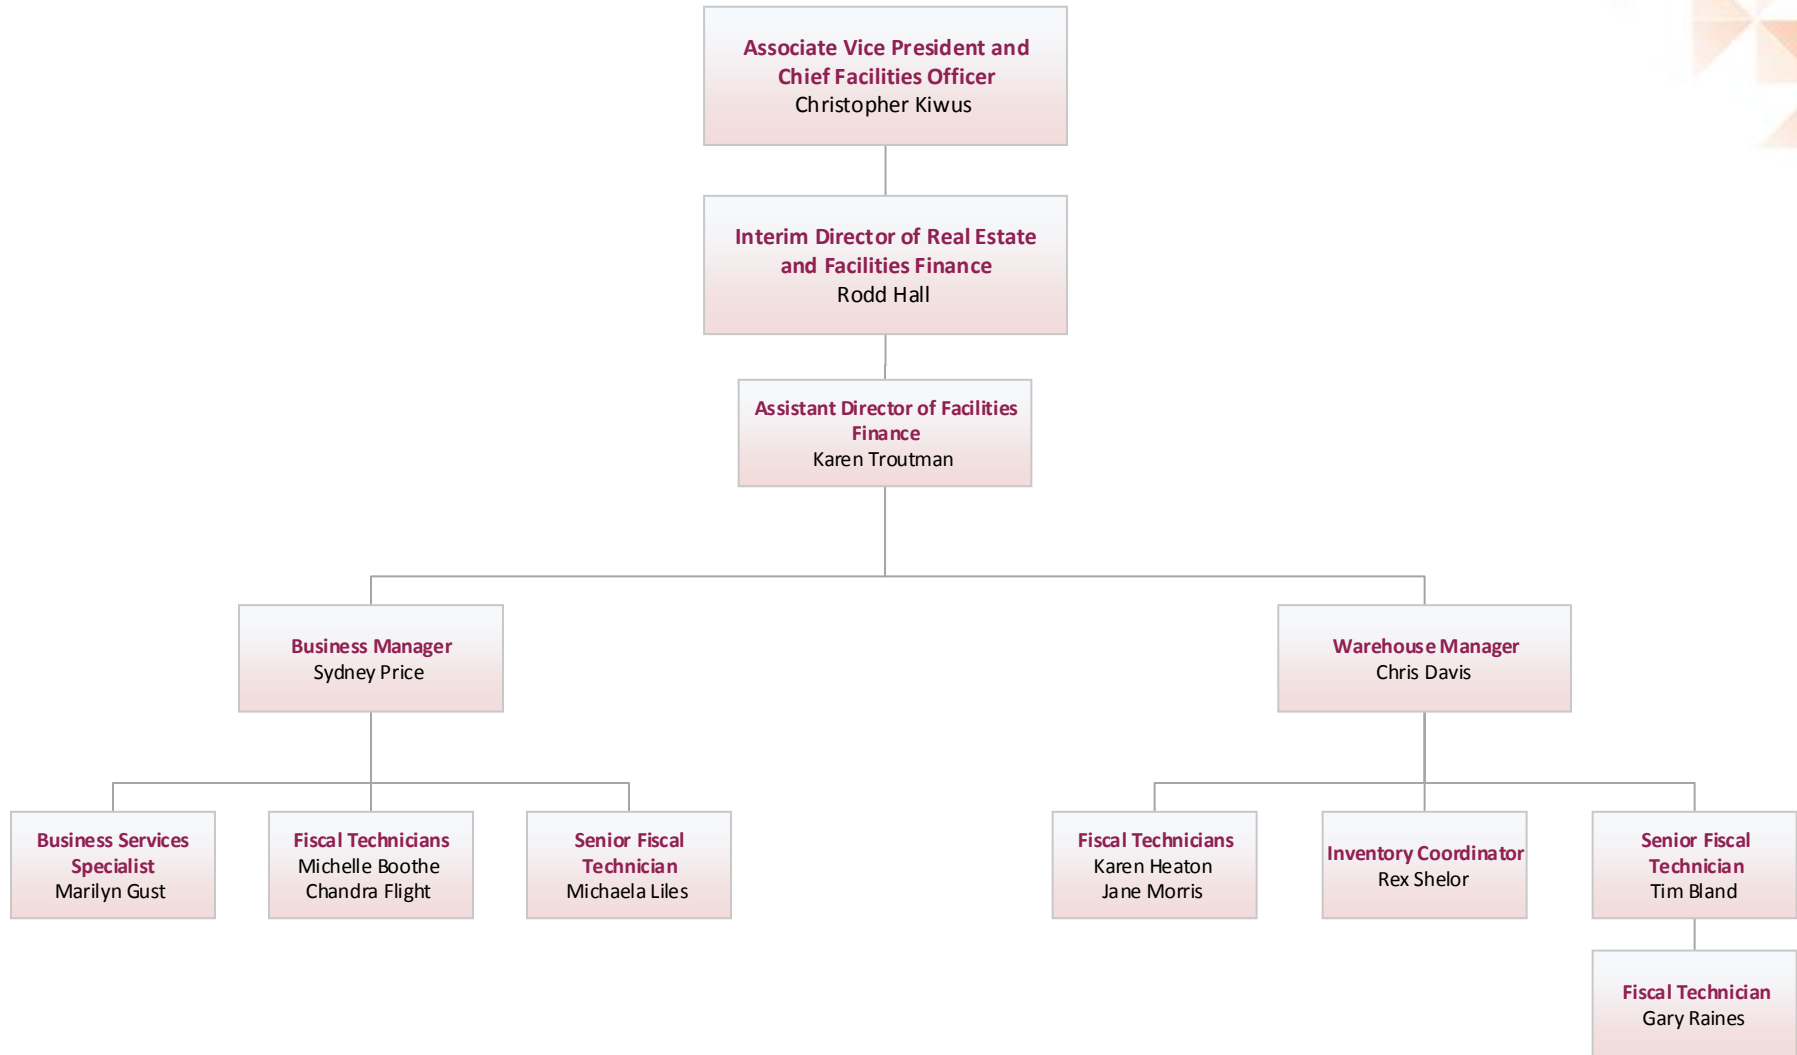 Associate Vice President and
Chief Facilities Officer
Christopher Kiwus
Interim Director of Real Estate
and Facilities Finance
Rodd Hall
Assistant Director of Facilities
Finance
Karen Troutman
Business Manager
Sydney Price
Warehouse Manager
Chris Davis
Business Services
Specialist
Marilyn Gust
Fiscal Technicians
Michelle Boothe
Chandra Flight
Senior Fiscal
Technician
Michaela Liles
Fiscal Technicians
Karen Heaton
Jane Morris
Inventory Coordinator
Rex Shelor
Senior Fiscal
Technician
Tim Bland
Fiscal Technician
Gary Raines